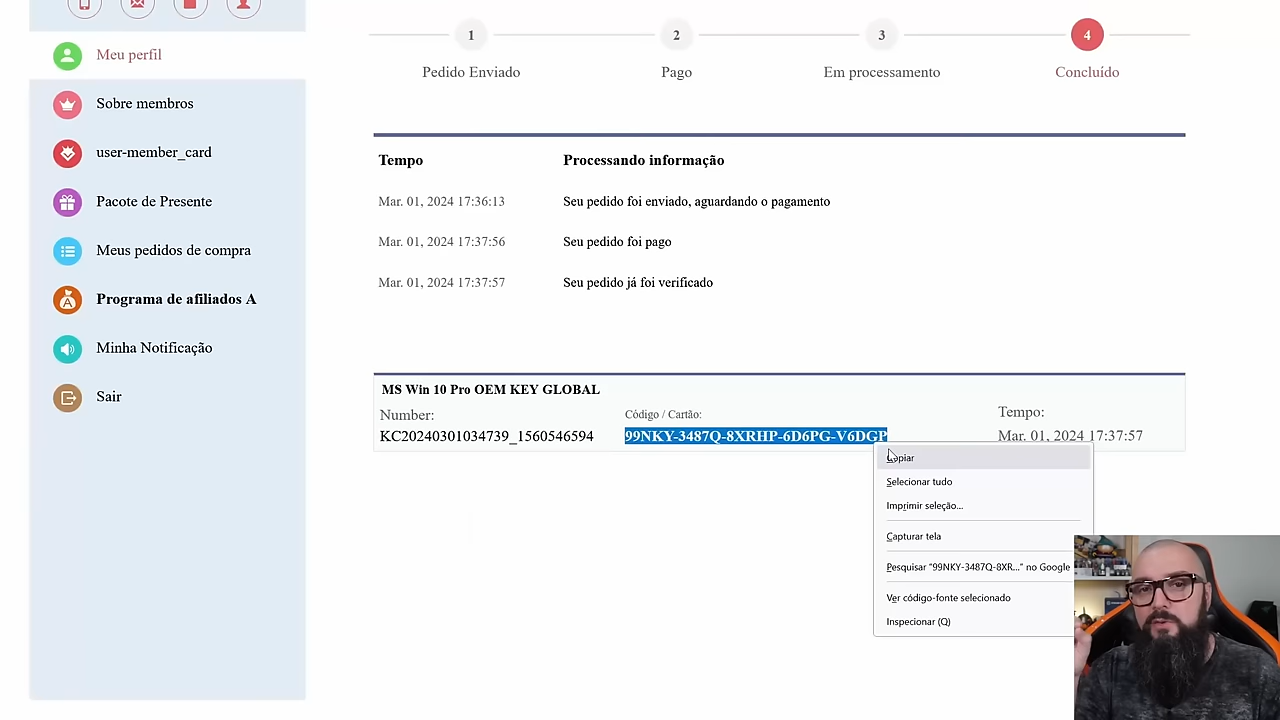 Meu perfil
Sobre membros
user-member_card
Pacote de Presente
Meus pedidos de compra
Programa de afiliados A
Minha Notificação
Sair
1
2
3
4
Pedido Enviado
Pago
Em processamento
Concluído
Tempo
Processando informação
Mar. 01, 2024 17:36:13
Seu pedido foi enviado, aguardando o pagamento
Mar. 01, 2024 17:37:56
Seu pedido foi pago
Mar. 01, 2024 17:37:57
Seu pedido já foi verificado
MS Win 10 Pro OEM KEY GLOBAL
Number:
Código / Cartão:
Tempo:
KC20240301034739_1560546594
99NKY-3487Q-8XRHP-6D6PG-V6DGP
Mar. 01, 2024 17:37:57
Copiar
Selecionar tudo
Imprimir seleção...
Capturar tela
Pesquisar "99NKY-3487Q-8XR..." no Google
Ver código-fonte selecionado
Inspecionar (Q)